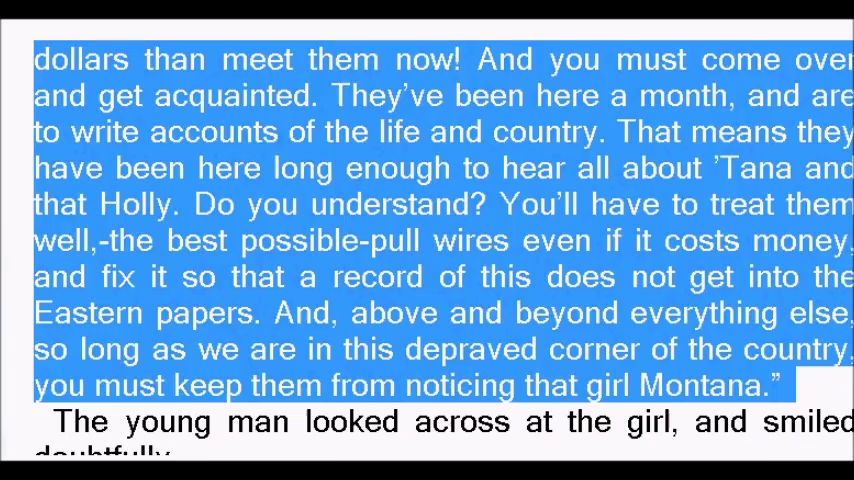 dollars than meet them now! And you must come over
and get acquainted. They've been here a month, and are
to write accounts of the life and country. That means they
have been here long enough to hear all about ’Tana and
that Holly. Do you understand? You'll have to treat them
well,-the best possible-pull wires even if it costs money,
and fix it so that a record of this does not get into the
Eastern papers. And, above and beyond everything else,
so long as we are in this depraved corner of the country,
you must keep them from noticing that girl Montana.”
The young man looked across at the girl, and smiled
doubtfully.